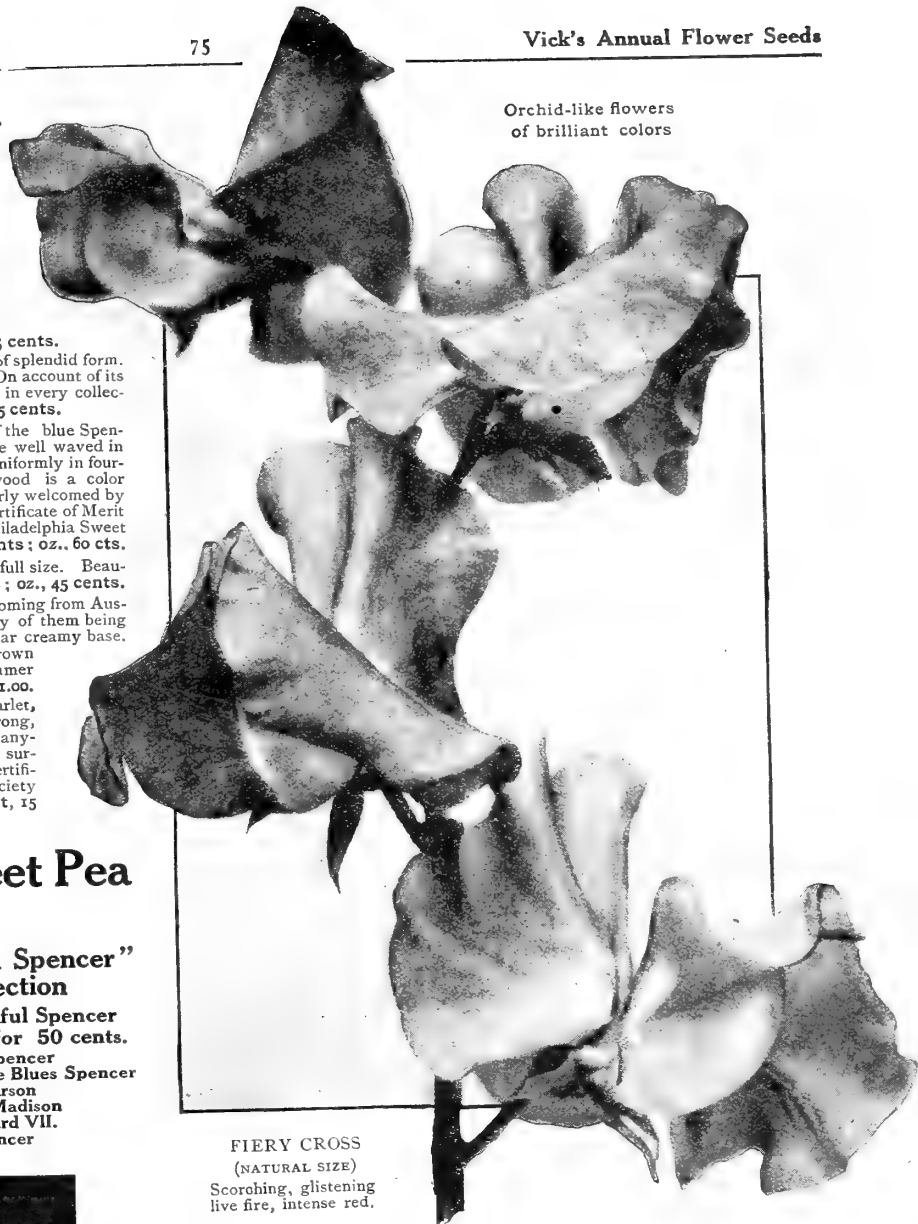 75
Vick's Annual Flower Seeds
Orchid-like flowers
of brilliant colors
cents.
of splendid form.
On account of its
in every collec-
5 cents.
the blue Spen-
well waved in
niformly in four-
wood is a color
rly welcomed by
rtificate of Merit
iladelphia Sweet
nts; oz., 60 cts.
full size. Beau-
; oz., 45 cents.
oming from Aus-
y of them being
ar creamy base.
rown
mer
1.00.
rlet,
rong,
any-
sur-
ertifi-
ciety
t, 15
eet Pea
Spencer"
ection
ful Spencer
or 50 cents.
pencer
e Blues Spencer
rson
Madison
rd VII.
ncer
FIERY CROSS
(NATURAL SIZE)
Scorching, glistening
live fire, intense red.